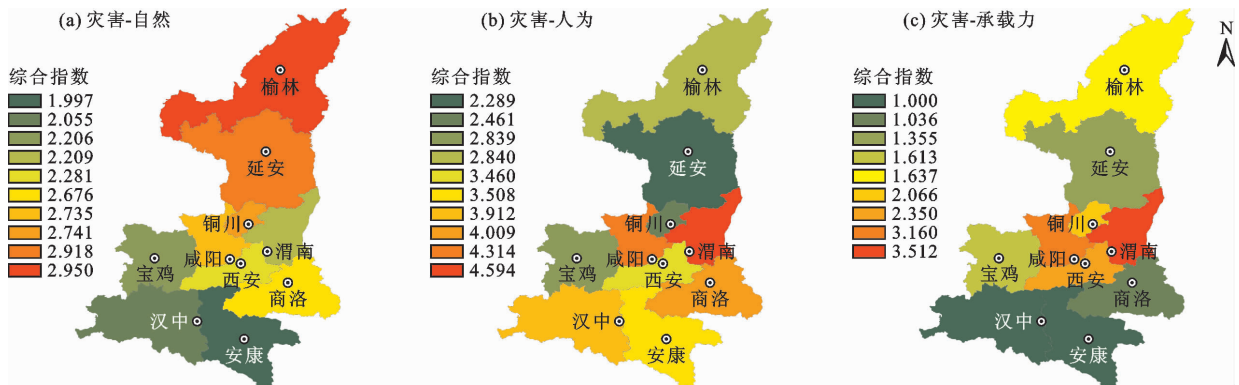 (a) 灾害-自然
综合指数
1.997
2.055
2.206
2.209
2.281
2.676
2.735
2.741
2.918
2.950
榆林
延安
铜川
渭南
宝鸡
咸阳
西安
商洛
汉中
安康
(b) 灾害-人为
综合指数
2.289
2.461
2.839
2.840
3.460
3.508
3.912
4.009
4.314
4.594
榆林
延安
铜川
渭南
宝鸡
咸阳
西安
商洛
汉中
安康
(c) 灾害-承载力
综合指数
1.000
1.036
1.355
1.613
1.637
2.066
2.350
3.160
3.512
榆林
延安
铜川
渭南
宝鸡
咸阳
西安
商洛
汉中
安康
N